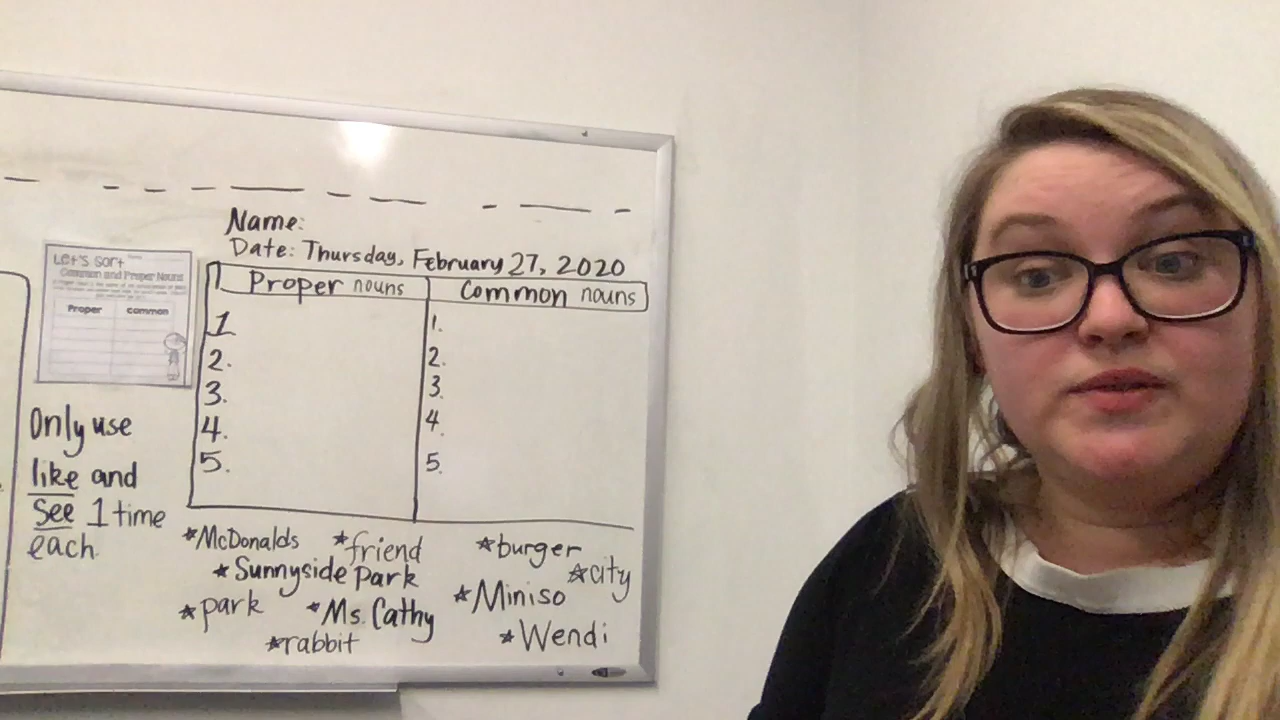 Name:
Date: Thursday, February 27, 2020
Proper nouns
Common nouns
1
2.
3.
4.
5.
1.
2.
3.
4.
5.
Let's sort
Common and Proper Nouns
Proper
common
Only use
like and
see 1 time
each.
*McDonalds *friend *burger
*Sunnyside Park *city
*park *Ms. Cathy *Miniso
*rabbit *Wendi